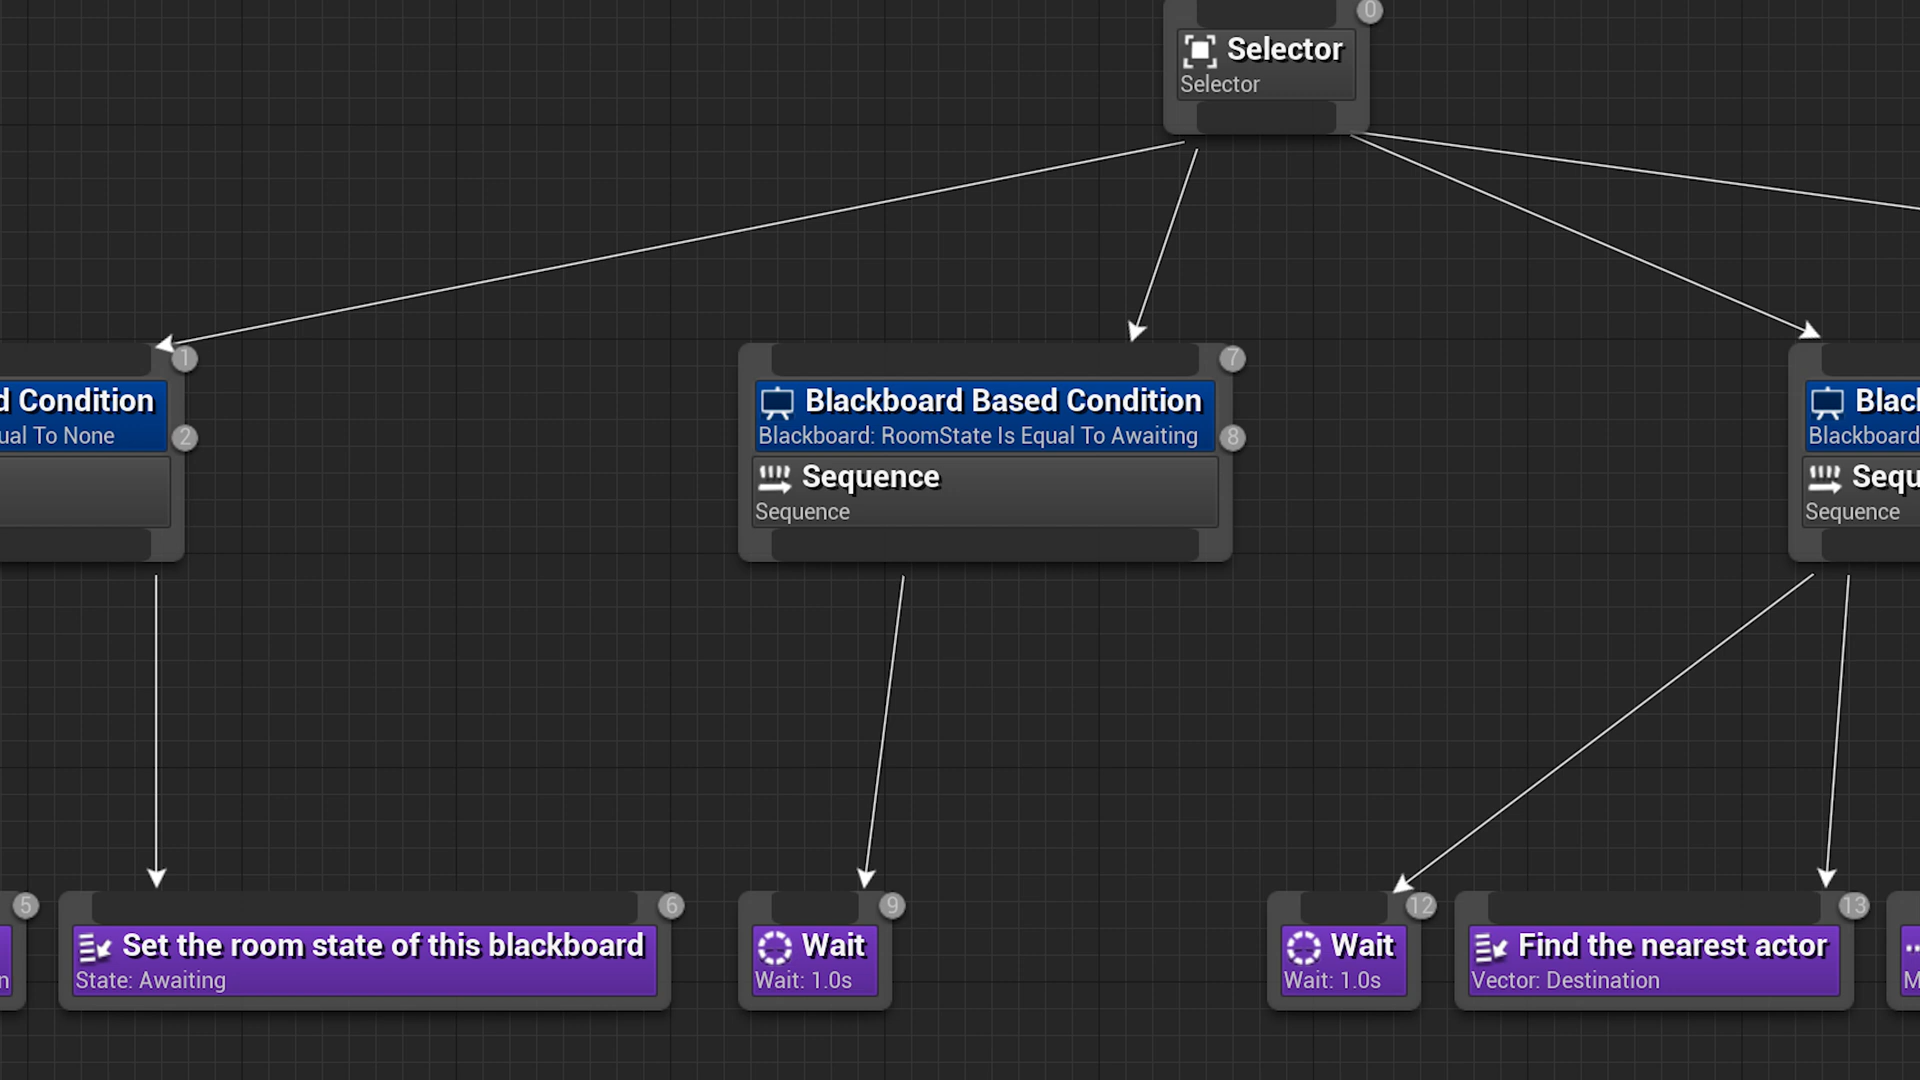 0
Selector
Selector
1
d Condition
ual To None
2
7
Blackboard Based Condition
Blackboard: RoomState Is Equal To Awaiting
8
Sequence
Sequence
Blac
Blackboard
Sequ
Sequence
5
n
6
Set the room state of this blackboard
State: Awaiting
9
Wait
Wait: 1.0s
12
Wait
Wait: 1.0s
13
Find the nearest actor
Vector: Destination
M